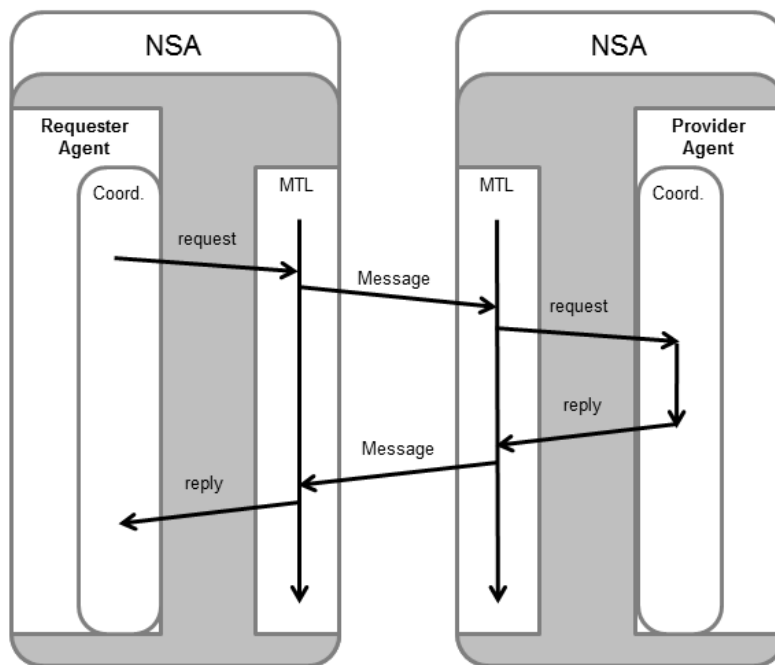 NSA
NSA
Requester
Agent
Provider
Agent
Coord.
MTL
MTL
Coord.
request
Message
request
reply
Message
reply